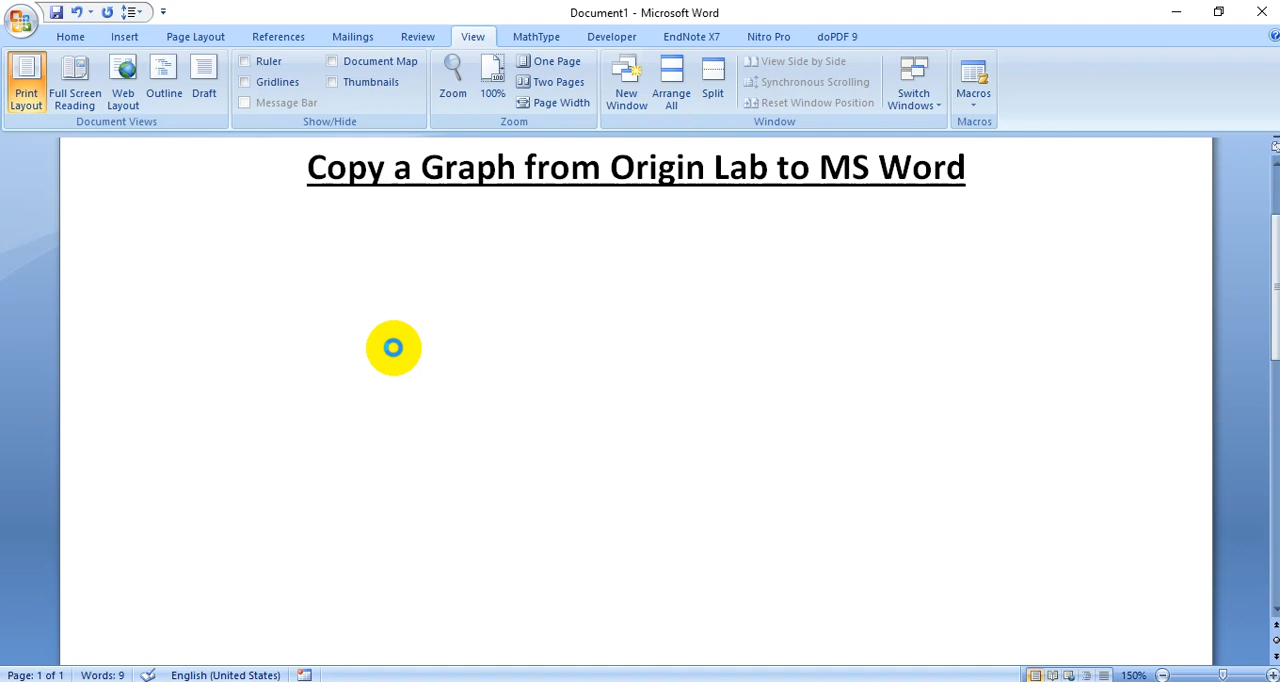 Document1 - Microsoft Word
Home Insert Page Layout References Mailings Review View MathType Developer EndNote X7 Nitro Pro doPDF 9
Print Layout
Full Screen Reading
Web Layout
Outline
Draft
Document Views
Ruler
Gridlines
Message Bar
Document Map
Thumbnails
Show/Hide
Zoom
100%
One Page
Two Pages
Page Width
Zoom
New Window
Arrange All
Split
View Side by Side
Synchronous Scrolling
Reset Window Position
Switch Windows
Window
Macros
Macros
Copy a Graph from Origin Lab to MS Word
Page: 1 of 1 Words: 9 English (United States) 150%